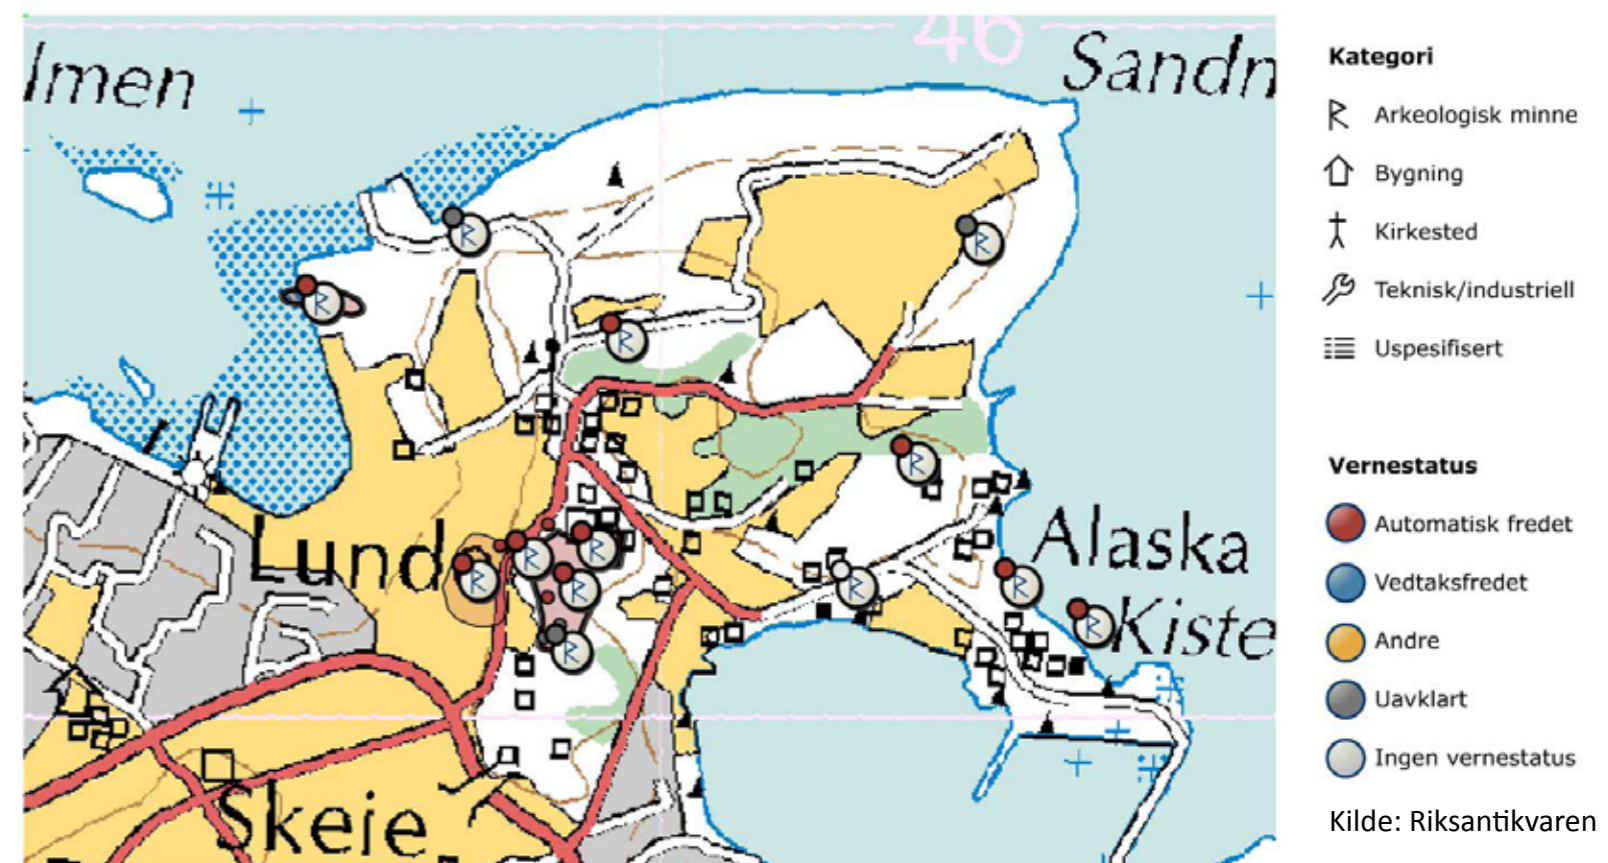 lmen
46
Sandn
Lund
Alaska
Kiste
Skeie
Kategori
Arkeologisk minne
Bygning
Kirkested
Teknisk/industriell
Uspesifisert
Vernestatus
Automatisk fredet
Vedtaksfredet
Andre
Uavklart
Ingen vernestatus
Kilde: Riksantikvaren